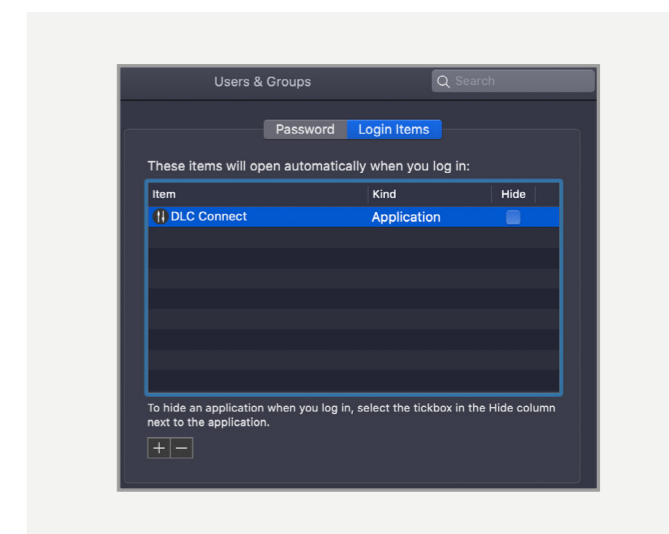 Users & Groups
Search
Password Login Items
These items will open automatically when you log in:
Item Kind Hide
DLC Connect Application
To hide an application when you log in, select the tickbox in the Hide column
next to the application.